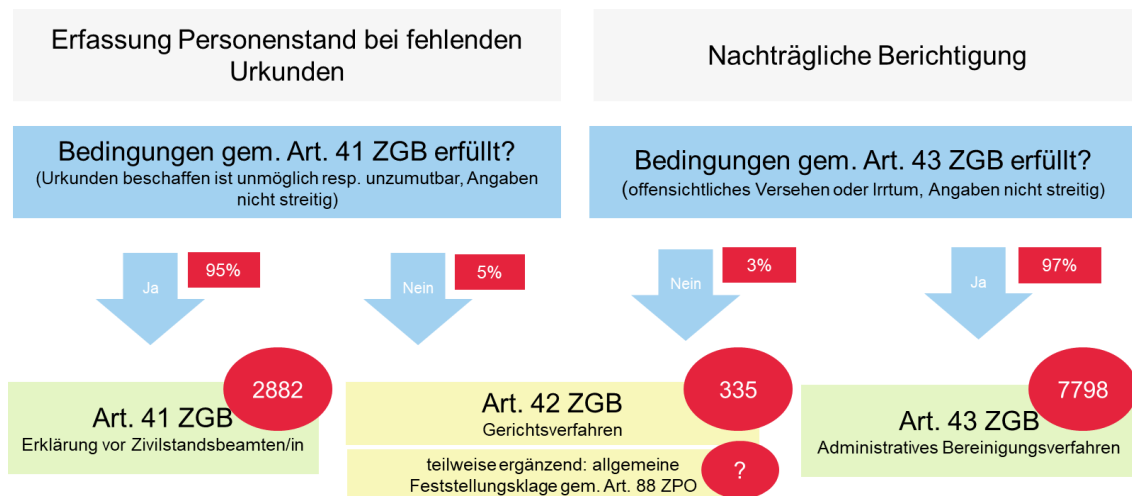 Erfassung Personenstand bei fehlenden
Urkunden
Nachträgliche Berichtigung
Bedingungen gem. Art. 41 ZGB erfüllt?
(Urkunden beschaffen ist unmöglich resp. unzumutbar, Angaben
nicht streitig)
Bedingungen gem. Art. 43 ZGB erfüllt?
(offensichtliches Versehen oder Irrtum, Angaben nicht streitig)
Ja
95%
Nein
5%
Nein
3%
Ja
97%
2882
Art. 41 ZGB
Erklärung vor Zivilstandsbeamten/in
335
Art. 42 ZGB
Gerichtsverfahren
teilweise ergänzend: allgemeine
Feststellungsklage gem. Art. 88 ZPO
?
7798
Art. 43 ZGB
Administratives Bereinigungsverfahren